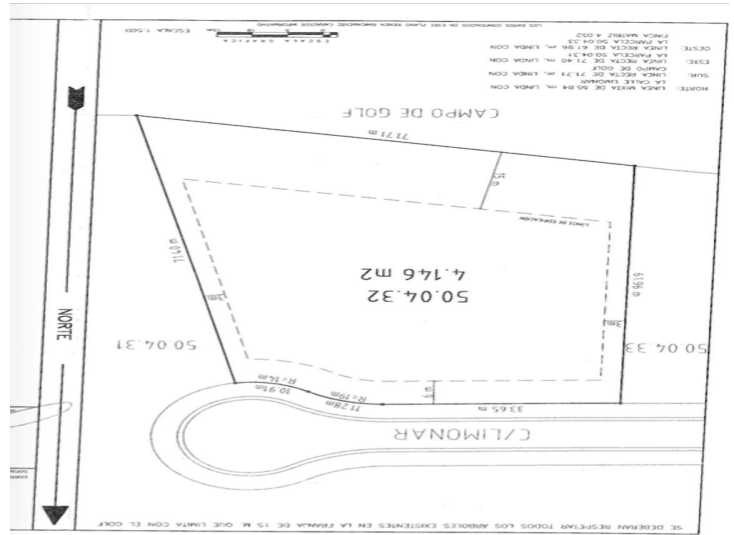 SE DEBERAN RESPETAR TODOS LOS ARBOLES EXISTENTES EN LA FRANJA DE 15 M. QUE LIMITA CON EL GOLF
C/LIMONAR
33.65 m
11.28m
R=19m
10.91m
R=14m
6 m
50.04.33
50.04.31
NORTE
50.04.32
4.146 m2
3m
3m
61.96 m
71.40 m
LÍMITE DE EDIFICACIÓN
71.71 m
CAMPO DE GOLF
NORTE: LINEA MIXTA DE 55.84 m, LINDA CON
LA CALLE LIMONAR
SUR: LINEA RECTA DE 71.71 m, LINDA CON
CAMPO DE GOLF
ESTE: LINEA RECTA DE 71.40 m, LINDA CON
LA PARCELA 50.04.31
OESTE: LINEA RECTA DE 61.96 m, LINDA CON
LA PARCELA 50.04.33
FINCA MATRIZ 4.052
ESCALA GRAFICA
ESCALA 1:500
LOS DATOS CONTENIDOS EN ESTE PLANO TIENEN UNICAMENTE CARACTER INFORMATIVO